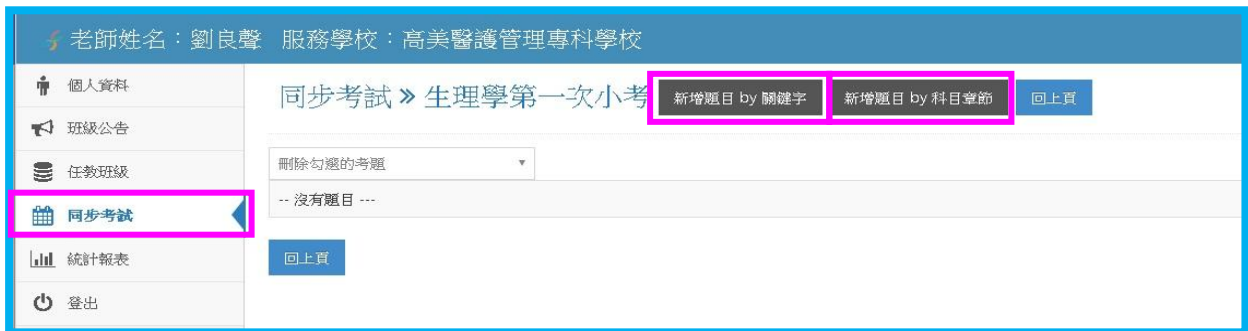 老師姓名：劉良聲 服務學校：高美醫護管理專科學校
個人資料
班級公告
任教班級
同步考試
統計報表
登出
同步考試 » 生理學第一次小考 新增題目 by 關鍵字 新增題目 by 科目章節 回上頁
刪除勾選的考題
-- 沒有題目 ---
回上頁